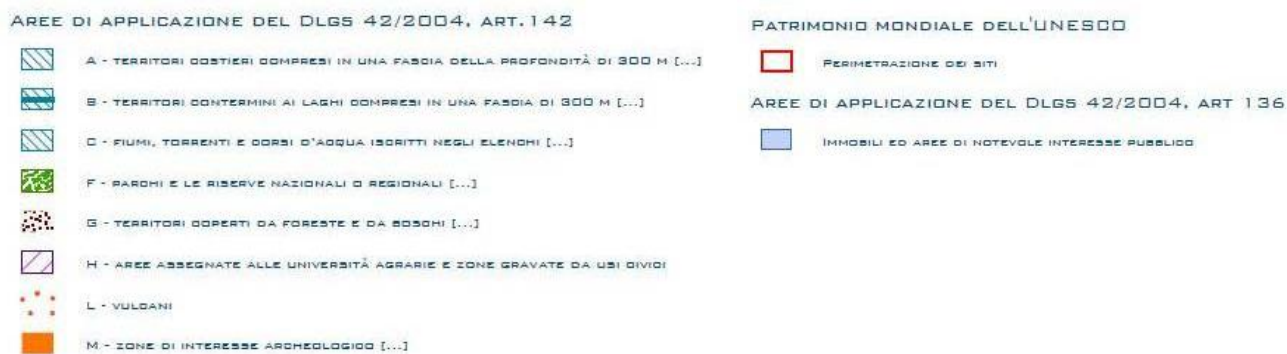 AREE DI APPLICAZIONE DEL DLGS 42/2004, ART.142
A - TERRITORI COSTIERI COMPRESI IN UNA FASCIA DELLA PROFONDITÀ DI 300 M [...]
B - TERRITORI CONTERMINI AI LAGHI COMPRESI IN UNA FASCIA DI 300 M [...]
C - FIUMI, TORRENTI E CORSI D'ACQUA ISCRITTI NEGLI ELENCHI [...]
F - PARCHI E LE RISERVE NAZIONALI O REGIONALI [...]
G - TERRITORI COPERTI DA FORESTE E DA BOSCHI [...]
H - AREE ASSEGNATE ALLE UNIVERSITÀ AGRARIE E ZONE GRAVATE DA USI CIVICI
L - VULCANI
M - ZONE DI INTERESSE ARCHEOLOGICO [...]
PATRIMONIO MONDIALE DELL'UNESCO
PERIMETRAZIONE DEI SITI
AREE DI APPLICAZIONE DEL DLGS 42/2004, ART 136
IMMOBILI ED AREE DI NOTEVOLE INTERESSE PUBBLICO